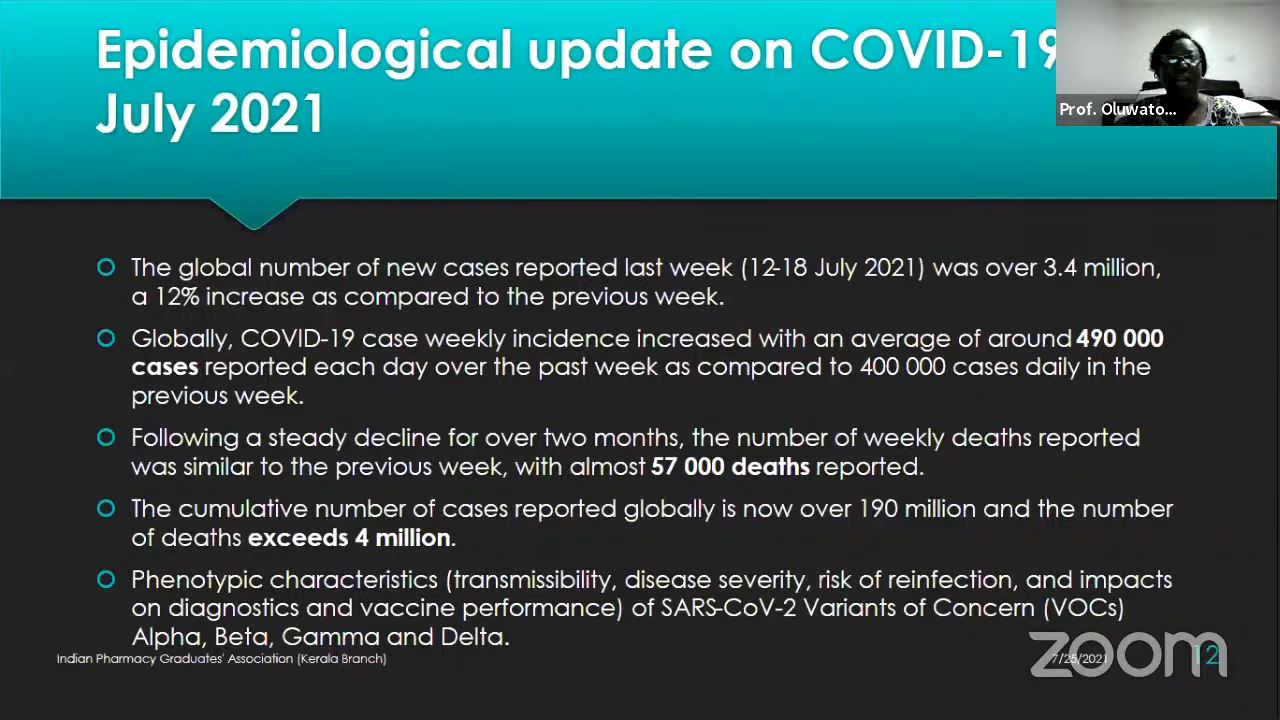 Epidemiological update on COVID-19
July 2021
Prof. Oluwato...
The global number of new cases reported last week (12-18 July 2021) was over 3.4 million,
a 12% increase as compared to the previous week.
Globally, COVID-19 case weekly incidence increased with an average of around 490 000
cases reported each day over the past week as compared to 400 000 cases daily in the
previous week.
Following a steady decline for over two months, the number of weekly deaths reported
was similar to the previous week, with almost 57 000 deaths reported.
The cumulative number of cases reported globally is now over 190 million and the number
of deaths exceeds 4 million.
Phenotypic characteristics (transmissibility, disease severity, risk of reinfection, and impacts
on diagnostics and vaccine performance) of SARS-CoV-2 Variants of Concern (VOCs)
Alpha, Beta, Gamma and Delta.
Indian Pharmacy Graduates' Association (Kerala Branch)
7/25/2021
12
zoom